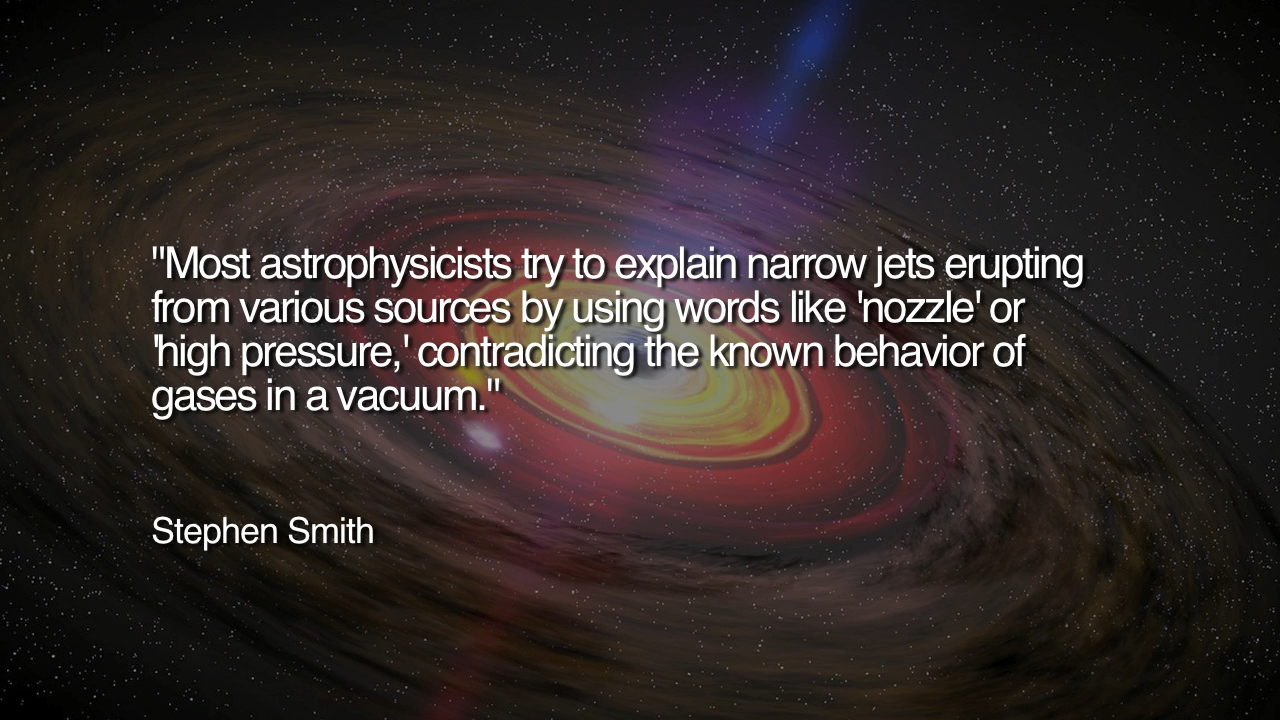 "Most astrophysicists try to explain narrow jets erupting
from various sources by using words like 'nozzle' or
'high pressure,' contradicting the known behavior of
gases in a vacuum."
Stephen Smith